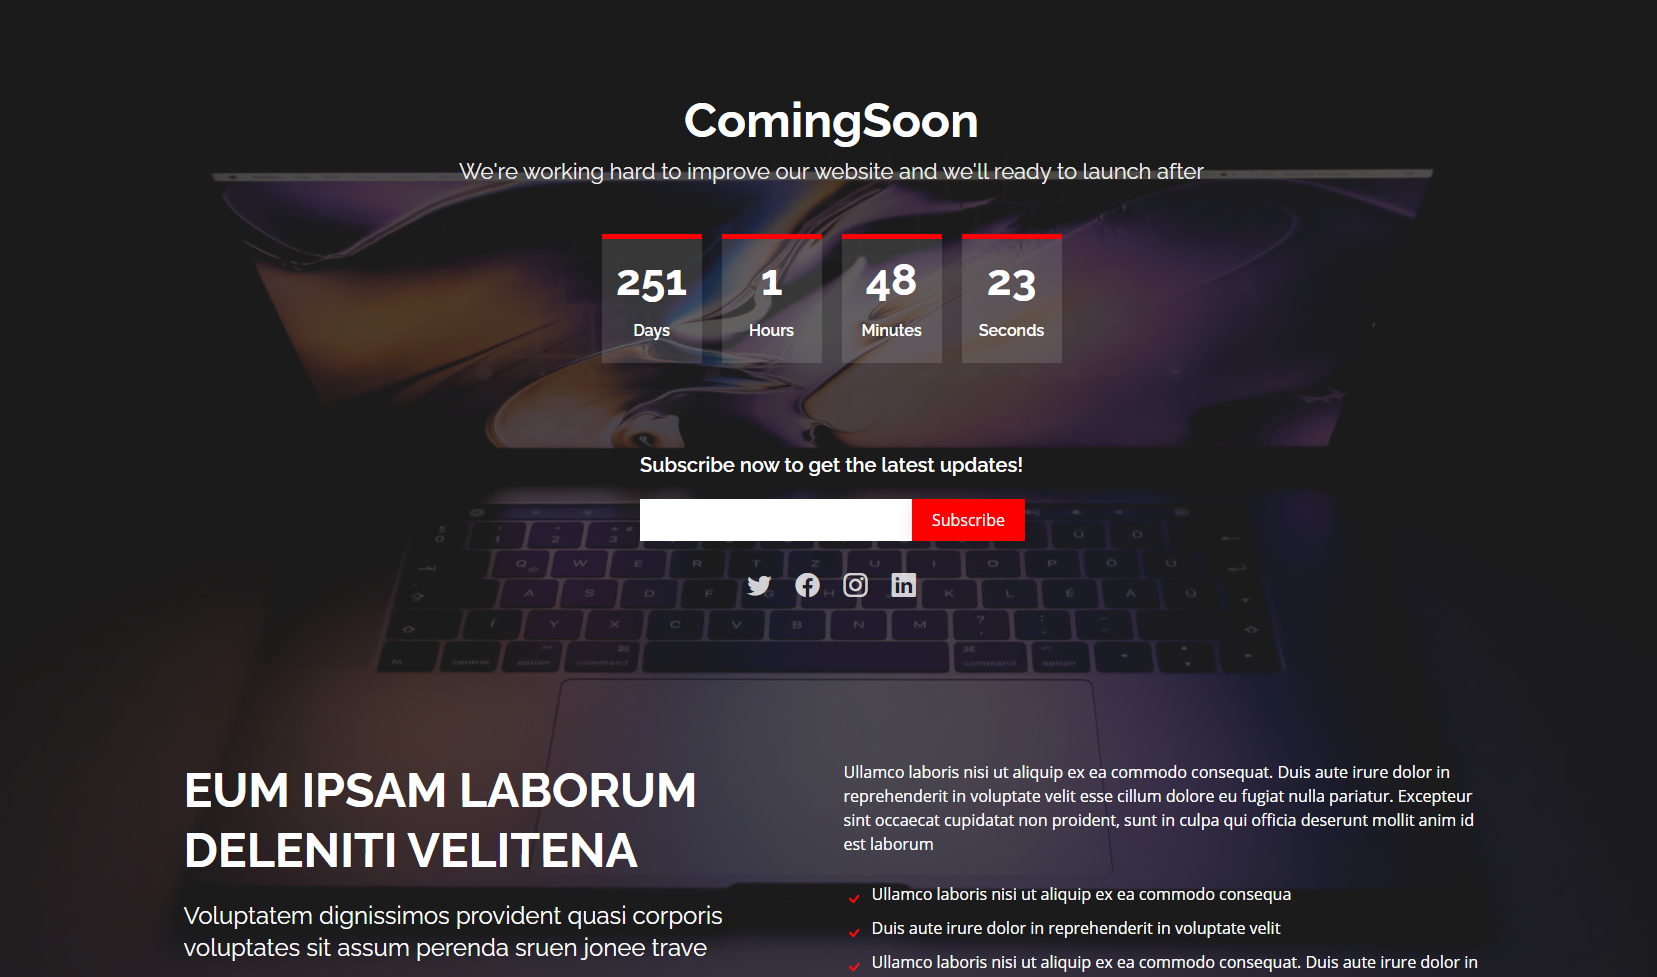 ComingSoon
We're working hard to improve our website and we'll ready to launch after
251
Days
1
Hours
48
Minutes
23
Seconds
Subscribe now to get the latest updates!
Subscribe
EUM IPSAM LABORUM
DELENITI VELITENA
Voluptatem dignissimos provident quasi corporis
voluptates sit assum perenda sruen jonee trave
Ullamco laboris nisi ut aliquip ex ea commodo consequat. Duis aute irure dolor in
reprehenderit in voluptate velit esse cillum dolore eu fugiat nulla pariatur. Excepteur
sint occaecat cupidatat non proident, sunt in culpa qui officia deserunt mollit anim id
est laborum
Ullamco laboris nisi ut aliquip ex ea commodo consequa
Duis aute irure dolor in reprehenderit in voluptate velit
Ullamco laboris nisi ut aliquip ex ea commodo consequat. Duis aute irure dolor in